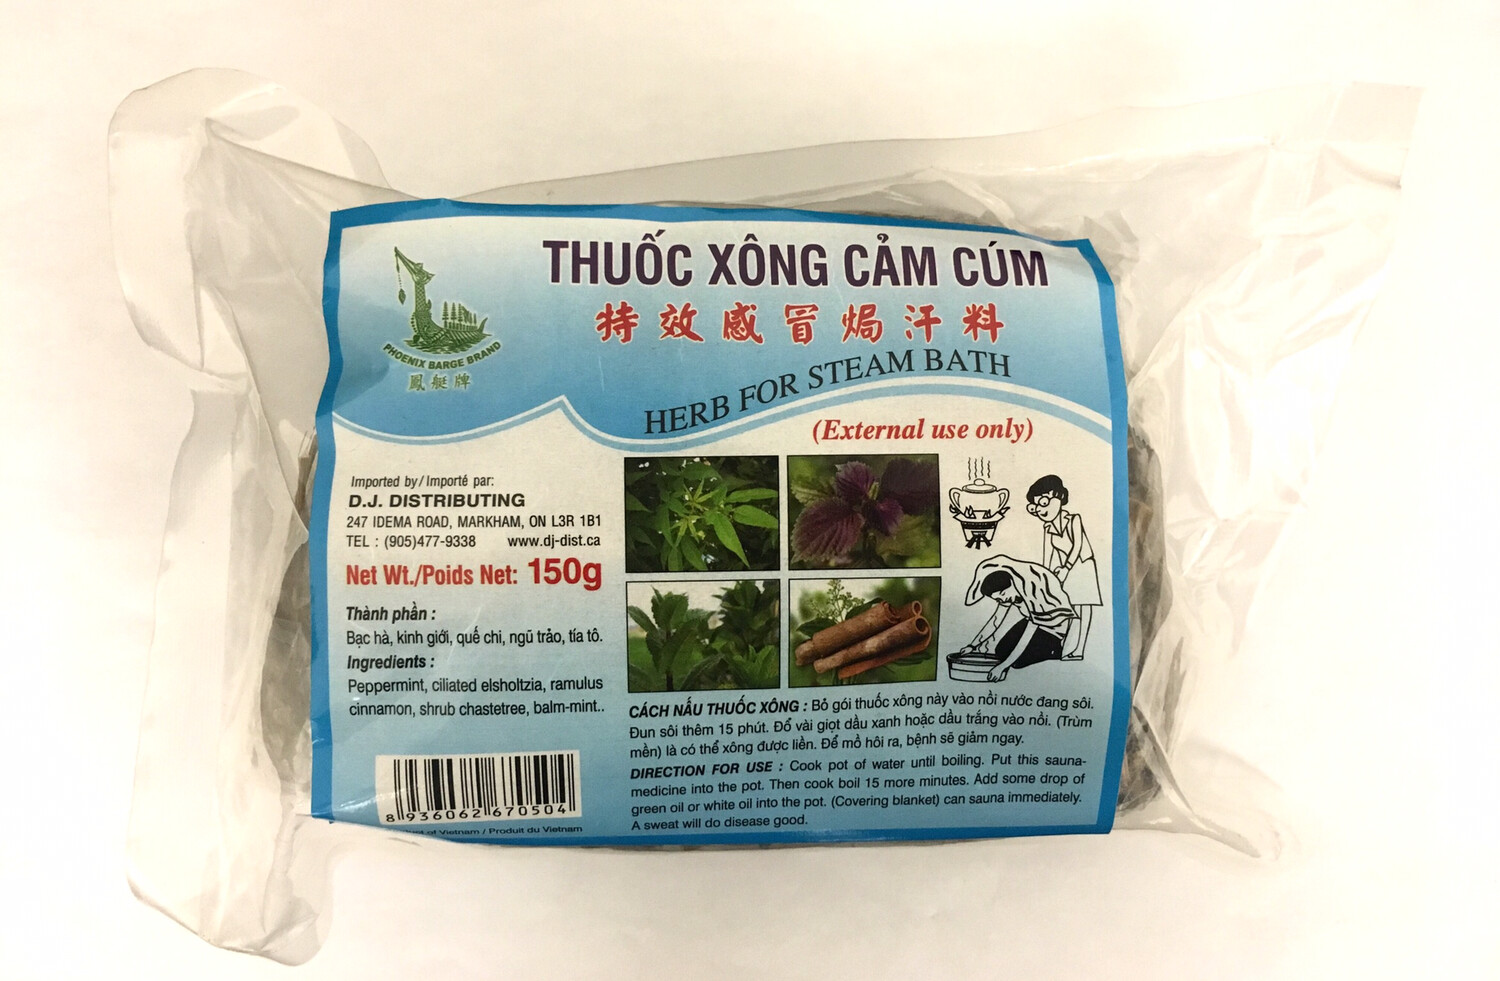 THUỐC XÔNG CẢM CÚM
特效感冒焗汗料
HERB FOR STEAM BATH
(External use only)
PHOENIX BARGE BRAND
鳳艇牌
Imported by / Importé par:
D.J. DISTRIBUTING
247 IDEMA ROAD, MARKHAM, ON L3R 1B1
TEL : (905)477-9338 www.dj-dist.ca
Net Wt./Poids Net: 150g
Thành phần :
Bạc hà, kinh giới, quế chi, ngũ trảo, tía tô.
Ingredients :
Peppermint, ciliated elsholtzia, ramulus
cinnamon, shrub chastetree, balm-mint..
8 936062 670504
of Vietnam / Produit du Vietnam
CÁCH NẤU THUỐC XÔNG : Bỏ gói thuốc xông này vào nồi nước đang sôi.
Đun sôi thêm 15 phút. Đổ vài giọt dầu xanh hoặc dầu trắng vào nồi. (Trùm
mền) là có thể xông được liền. Để mồ hôi ra, bệnh sẽ giảm ngay.
DIRECTION FOR USE : Cook pot of water until boiling. Put this sauna-
medicine into the pot. Then cook boil 15 more minutes. Add some drop of
green oil or white oil into the pot. (Covering blanket) can sauna immediately.
A sweat will do disease good.